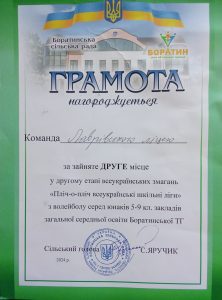 Боратинська
сільська рада
БОРАТИН
ГРАМОТА
нагороджується
Команда Лаврівського ліцею
за зайняте ДРУГЕ місце
у другому етапі всеукраїнських змагань
«Пліч-о-пліч всеукраїнські шкільні ліги»
з волейболу серед юнаків 5-9 кл. закладів
загальної середньої освіти Боратинської ТГ
Сільський голова С.ЯРУЧИК
2024 р.